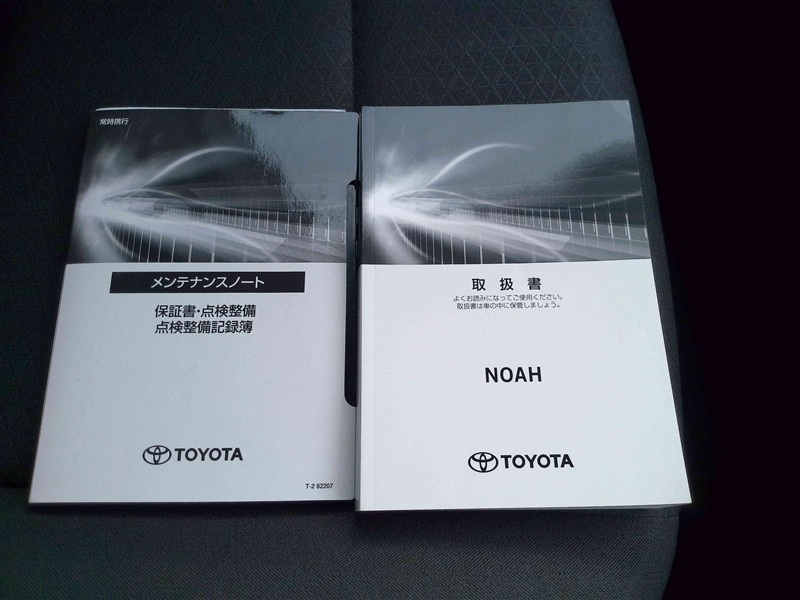 常時携行
メンテナンスノート
保証書・点検整備
点検整備記録簿
TOYOTA
T-2 62207
取扱書
よくお読みになってご使用ください。
取扱書は車の中に保管しましょう。
NOAH
TOYOTA